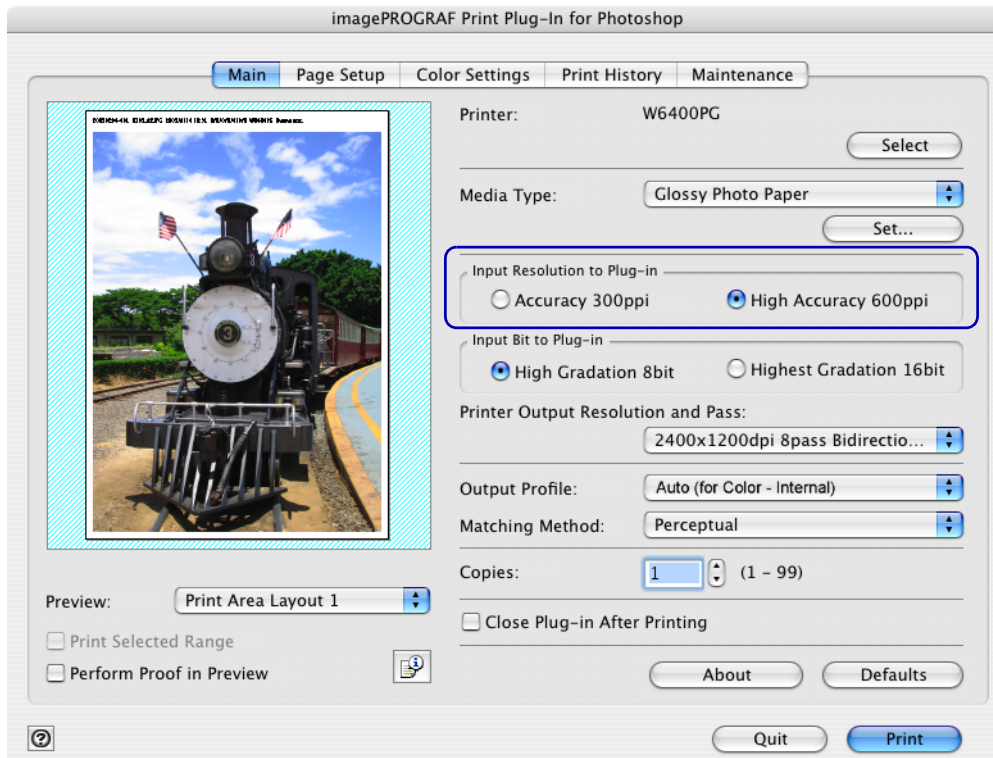 imagePROGRAF Print Plug-In for Photoshop
Main Page Setup Color Settings Print History Maintenance
Printer: W6400PG
Select
Media Type: Glossy Photo Paper
Set...
Input Resolution to Plug-in
Accuracy 300ppi High Accuracy 600ppi
Input Bit to Plug-in
High Gradation 8bit Highest Gradation 16bit
Printer Output Resolution and Pass:
2400x1200dpi 8pass Bidirectio...
Output Profile: Auto (for Color - Internal)
Matching Method: Perceptual
Copies: 1 (1 – 99)
Close Plug-in After Printing
3
Preview: Print Area Layout 1
Print Selected Range
Perform Proof in Preview
About Defaults
Quit Print